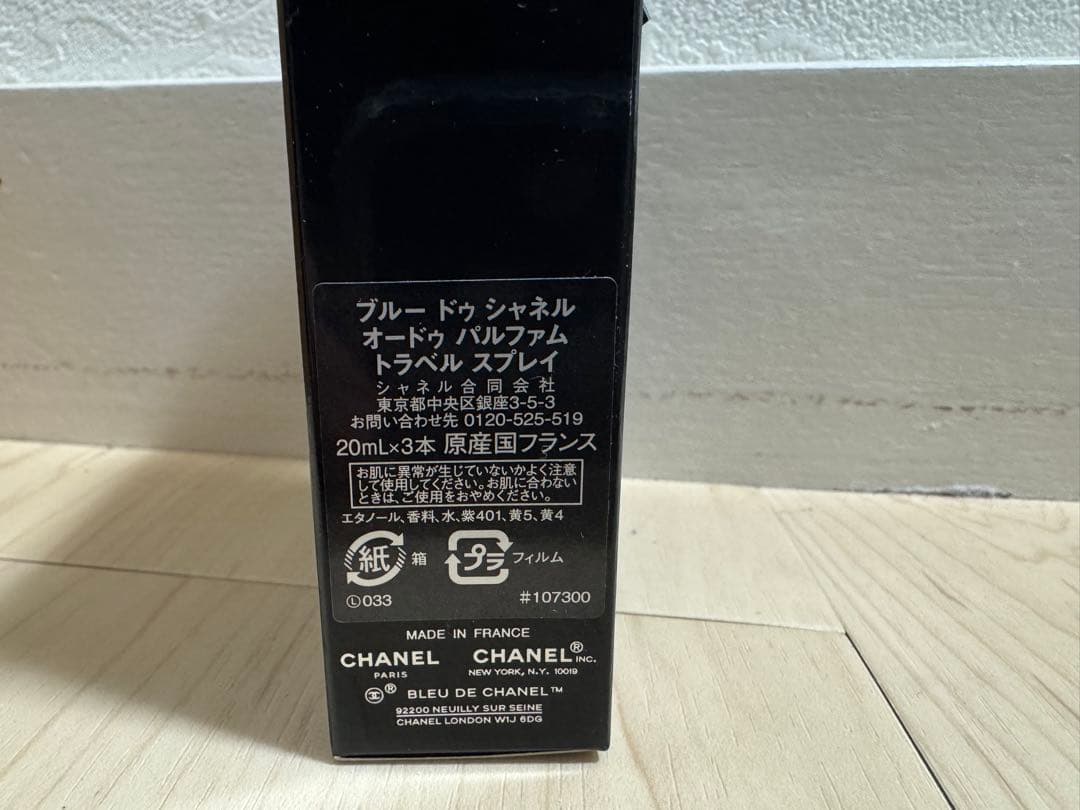 ブルー ドゥ シャネル
オードゥ パルファム
トラベル スプレイ
シャネル合同会社
東京都中央区銀座3-5-3
お問い合わせ先 0120-525-519
20mL×3本 原産国フランス
お肌に異常が生じていないかよく注意
して使用してください。お肌に合わない
ときは、ご使用をおやめください。
エタノール、香料、水、紫401、黄5、黄4
紙 箱 プラ フィルム
Ⓛ033 #107300
MADE IN FRANCE
CHANEL CHANEL® INC.
PARIS NEW YORK, N.Y. 10019
® BLEU DE CHANEL™
92200 NEUILLY SUR SEINE
CHANEL LONDON W1J 6DG